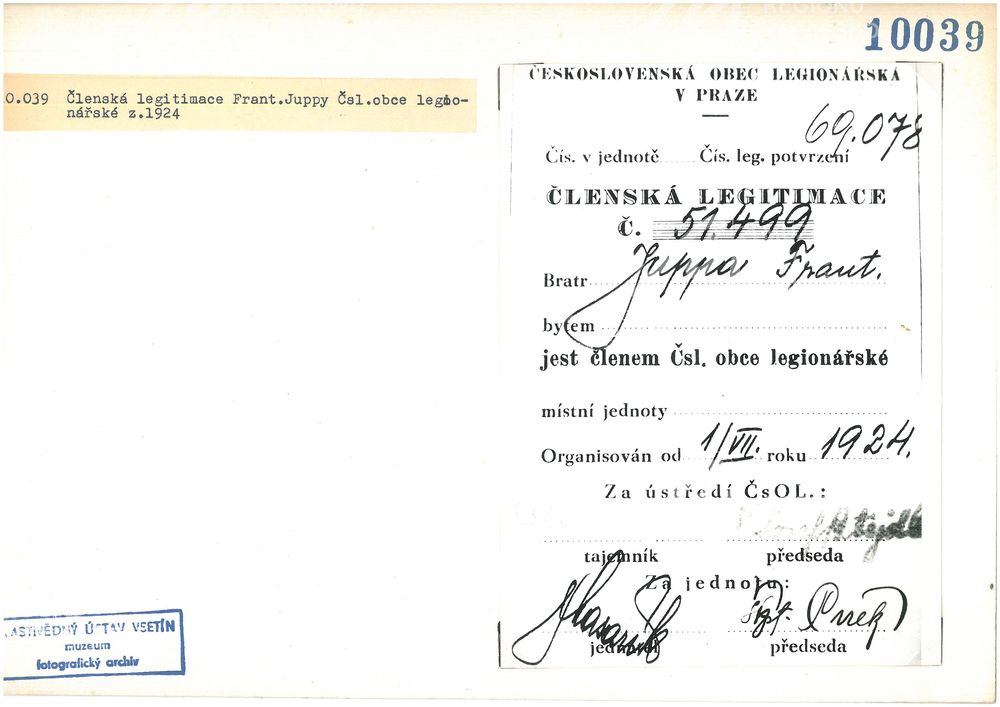 10039
0.039 Členská legitimace Frant.Juppy Čsl.obce legio-
nářské z.1924
ČESKOSLOVENSKÁ OBEC LEGIONÁŘSKÁ
V PRAZE
69.078
Čís. v jednotě Čís. leg. potvrzení
ČLENSKÁ LEGITIMACE
Č. 51.499
Bratr Juppa Frant.
bytem
jest členem Čsl. obce legionářské
místní jednoty
Organisován od 1/VII. roku 1924.
Za ústředí ČsOL.:
tajemník předseda
Za jednotu:
jednatel předseda
VLASTIVĚDNÝ ÚSTAV VSETÍN
muzeum
fotografický archiv